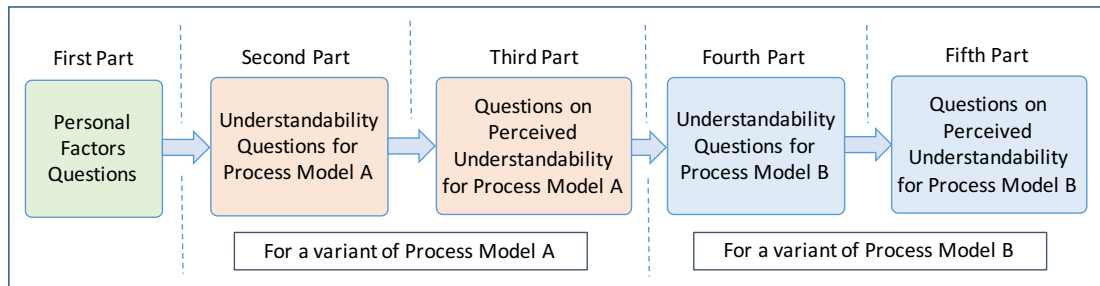 First Part
Second Part
Third Part
Fourth Part
Fifth Part
Personal
Factors
Questions
Understandability
Questions for
Process Model A
Questions on
Perceived
Understandability
for Process Model A
Understandability
Questions for
Process Model B
Questions on
Perceived
Understandability
for Process Model B
For a variant of Process Model A
For a variant of Process Model B